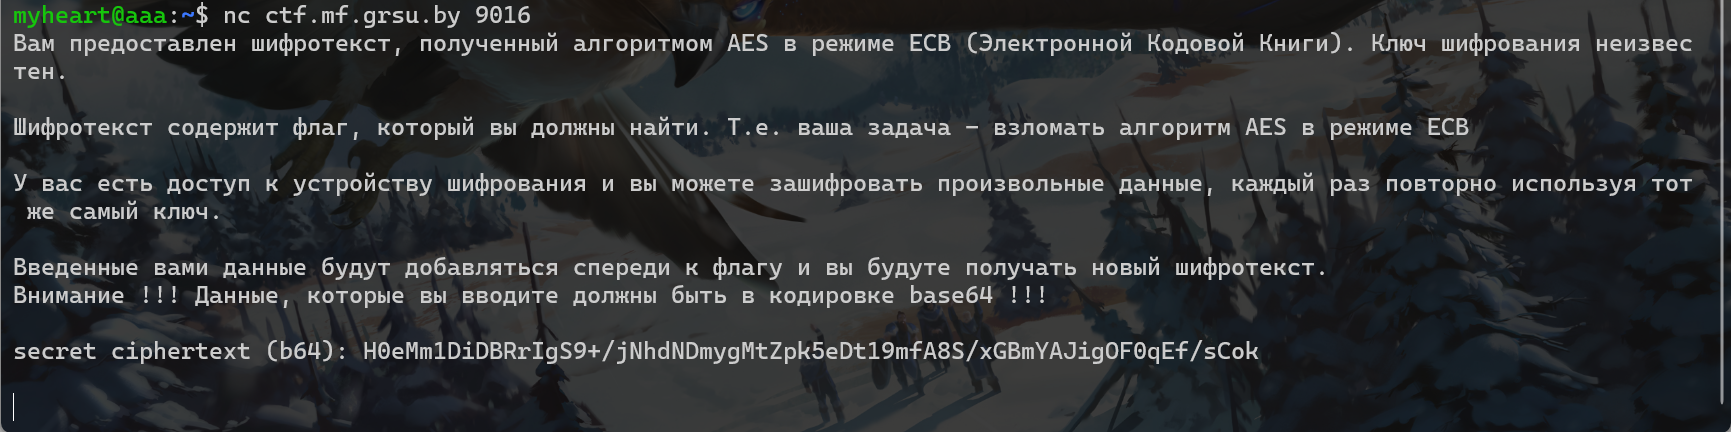 myheart@aaa:~$ nc ctf.mf.grsu.by 9016
Вам предоставлен шифротекст, полученный алгоритмом AES в режиме ECB (Электронной Кодовой Книги). Ключ шифрования неизвес
тен.
Шифротекст содержит флаг, который вы должны найти. Т.е. ваша задача - взломать алгоритм AES в режиме ECB
У вас есть доступ к устройству шифрования и вы можете зашифровать произвольные данные, каждый раз повторно используя тот
же самый ключ.
Введенные вами данные будут добавляться спереди к флагу и вы будуте получать новый шифротекст.
Внимание !!! Данные, которые вы вводите должны быть в кодировке base64 !!!
secret ciphertext (b64): H0eMm1DiDBRrIgS9+/jNhdNDmygMtZpk5eDt19mfA8S/xGBmYAJigOF0qEf/sCok